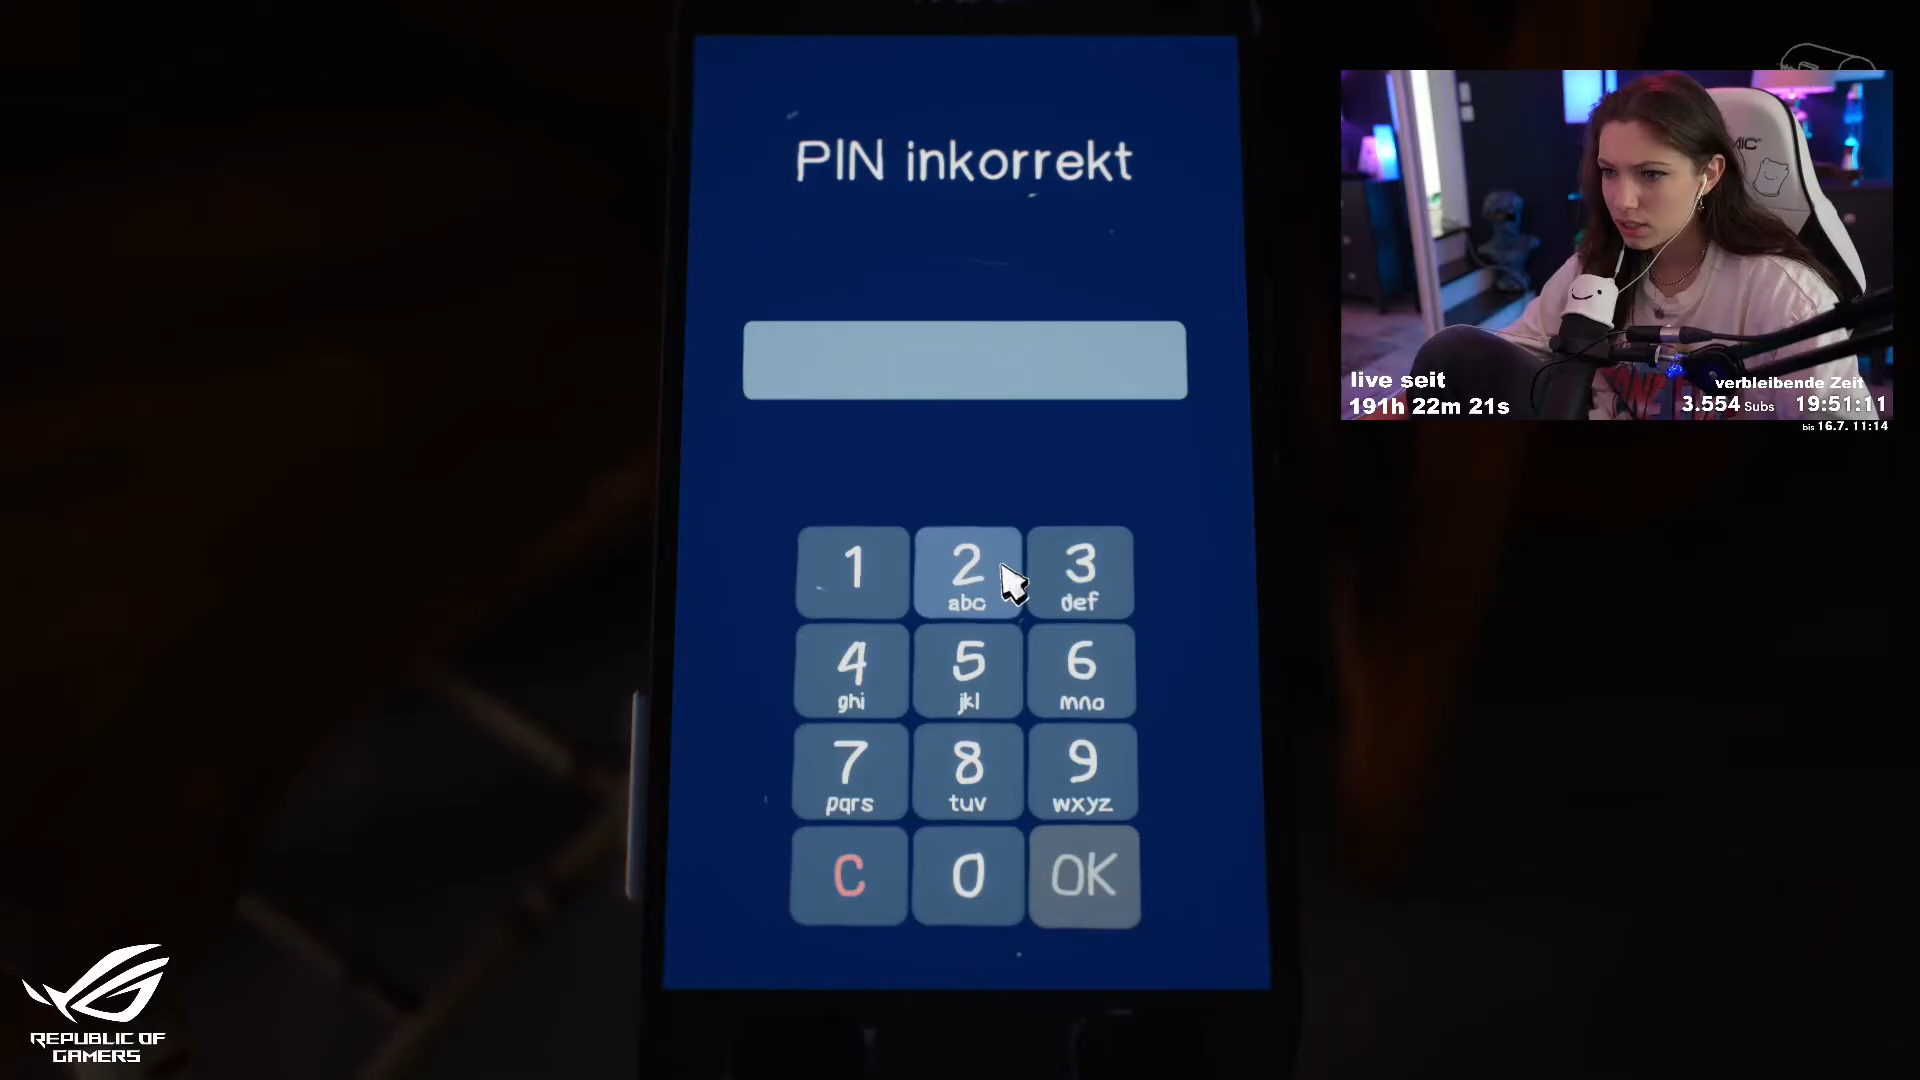 PIN inkorrekt
1
2
abc
3
def
4
ghi
5
jkl
6
mno
7
pqrs
8
tuv
9
wxyz
C
0
OK
live seit
191h 22m 21s
verbleibende Zeit
3.554 Subs 19:51:11
bis 16.7. 11:14
REPUBLIC OF
GAMERS